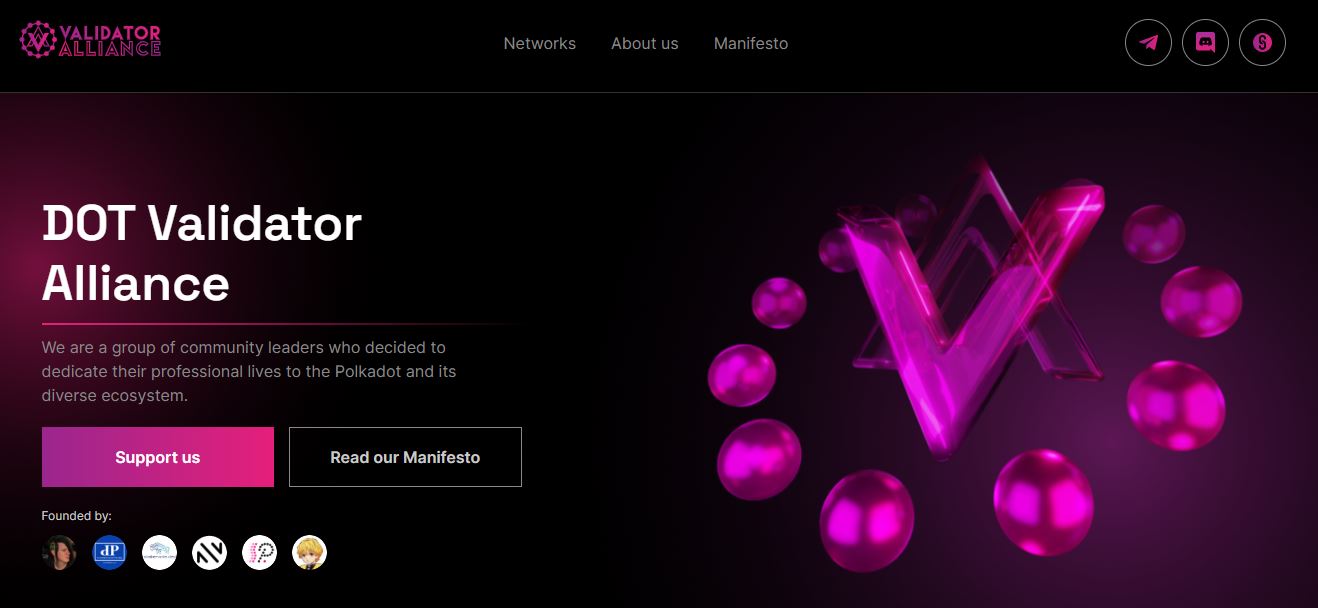 VALIDATOR
ALLIANCE
Networks
About us
Manifesto
DOT Validator
Alliance
We are a group of community leaders who decided to
dedicate their professional lives to the Polkadot and its
diverse ecosystem.
Support us
Read our Manifesto
Founded by:
dP